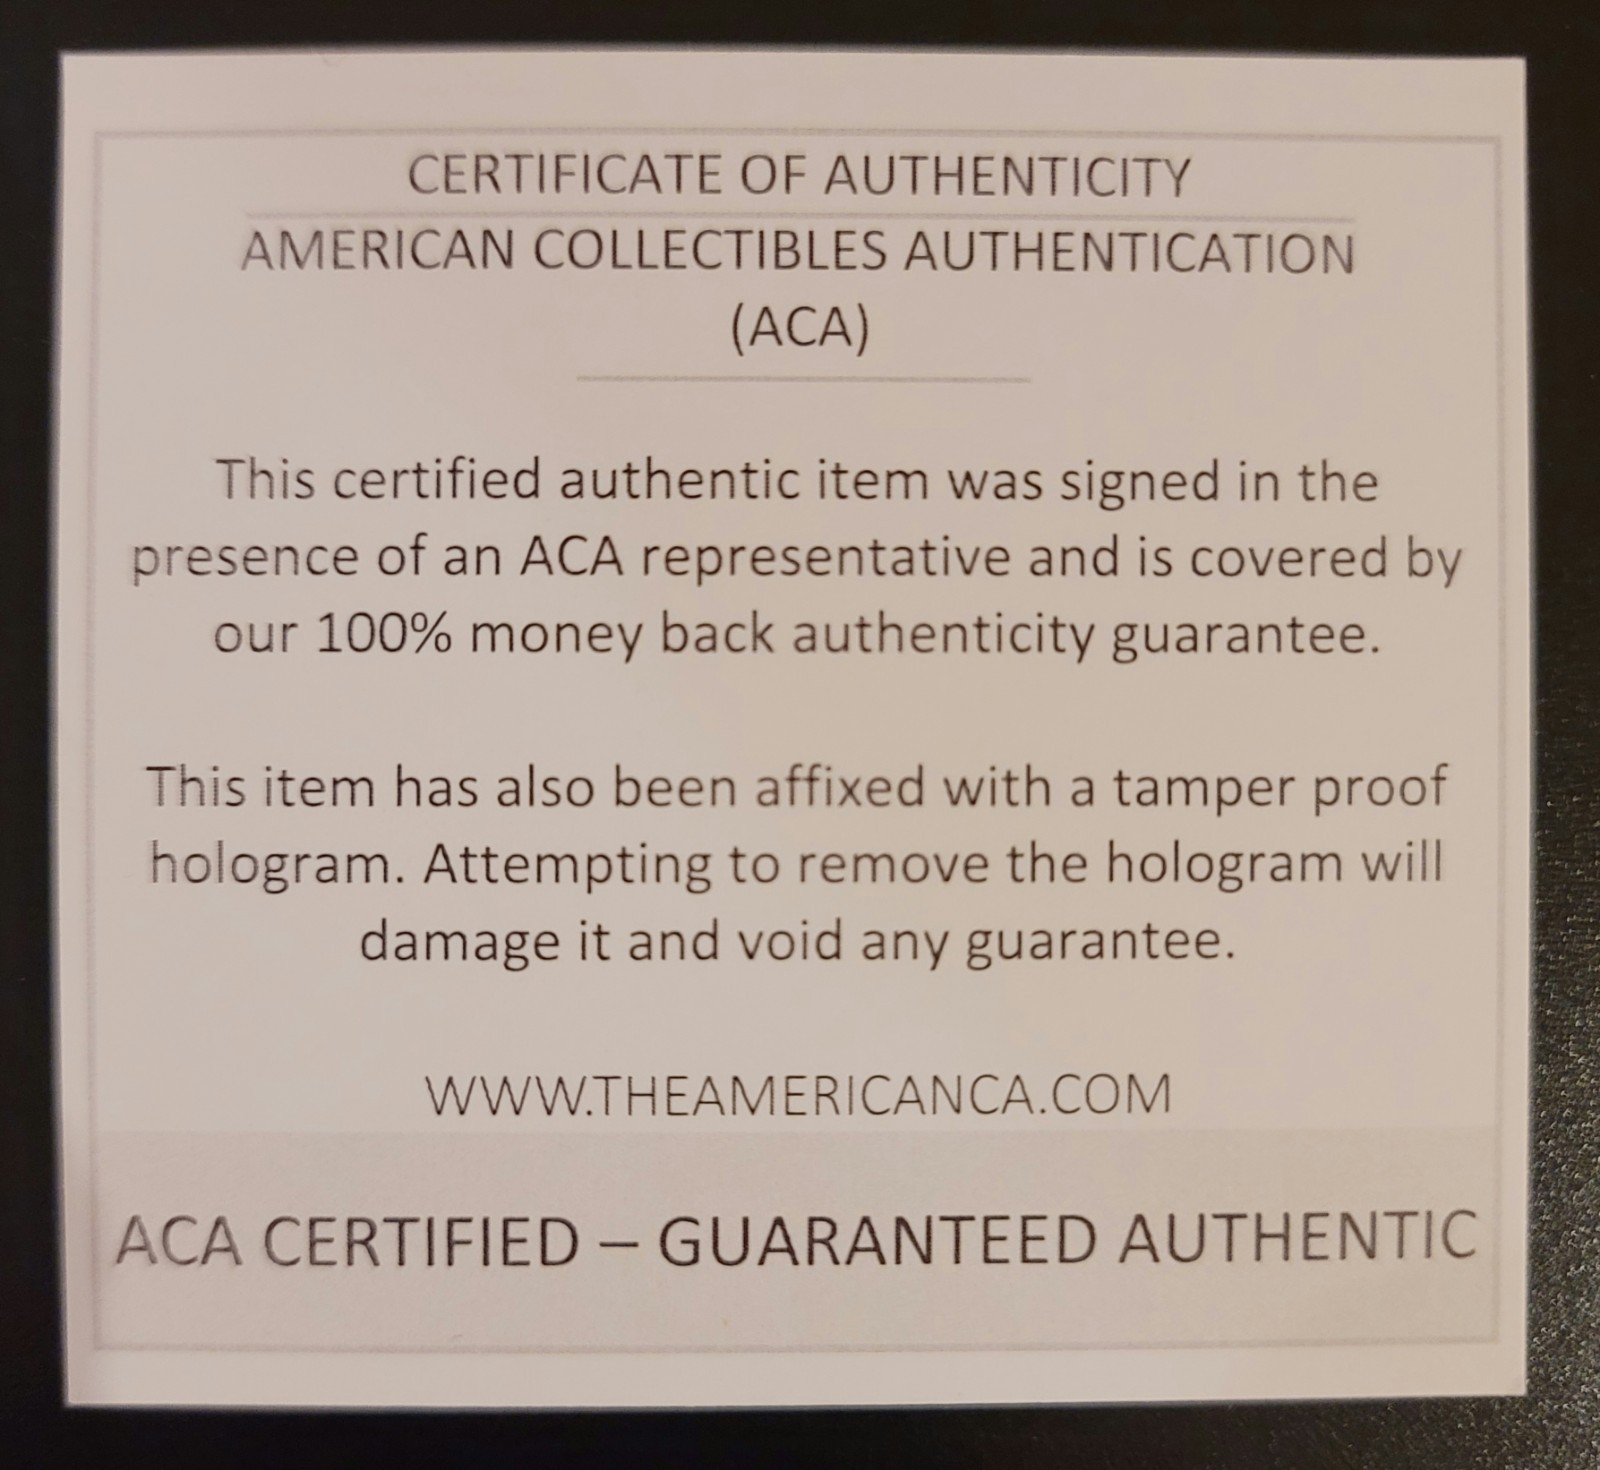 CERTIFICATE OF AUTHENTICITY
AMERICAN COLLECTIBLES AUTHENTICATION
(ACA)
This certified authentic item was signed in the
presence of an ACA representative and is covered by
our 100% money back authenticity guarantee.
This item has also been affixed with a tamper proof
hologram. Attempting to remove the hologram will
damage it and void any guarantee.
WWW.THEAMERICANCA.COM
ACA CERTIFIED – GUARANTEED AUTHENTIC